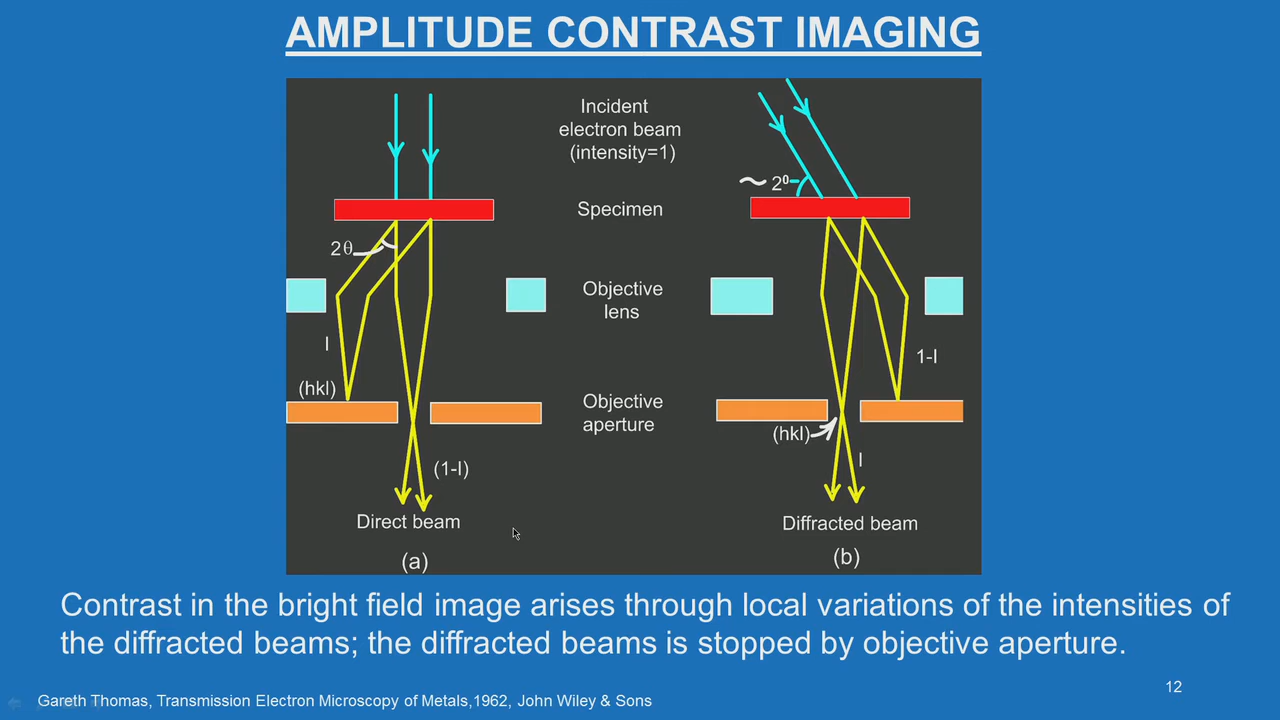 AMPLITUDE CONTRAST IMAGING
Incident
electron beam
(intensity=1)
~ 2⁰
Specimen
2θ
Objective
lens
I
1-I
(hkl)
Objective
aperture
(hkl)
(1-I)
I
Direct beam
Diffracted beam
(a)
(b)
Contrast in the bright field image arises through local variations of the intensities of
the diffracted beams; the diffracted beams is stopped by objective aperture.
12
Gareth Thomas, Transmission Electron Microscopy of Metals,1962, John Wiley & Sons